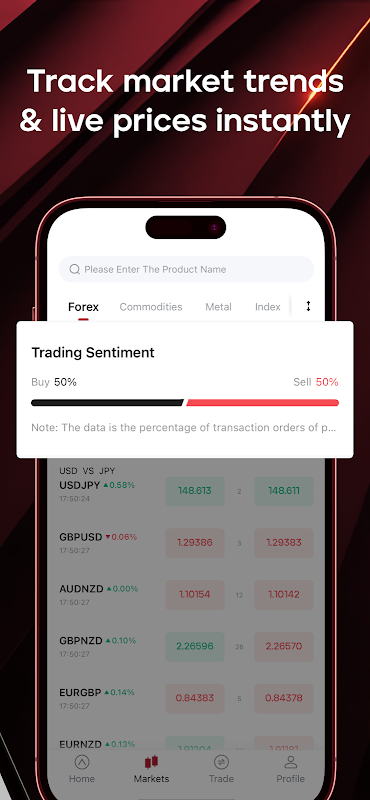 Track market trends
& live prices instantly
Please Enter The Product Name
Forex Commodities Metal Index
Trading Sentiment
Buy 50% Sell 50%
Note: The data is the percentage of transaction orders of p...
USD VS JPY
USDJPY ▲0.58% 148.613 2 148.611
17:50:24
GBPUSD ▼0.06% 1.29386 3 1.29383
17:50:27
AUDNZD ▲0.00% 1.10154 12 1.10142
17:50:27
GBPNZD ▲0.10% 2.26596 26 2.26570
17:50:27
EURGBP ▲0.14% 0.84383 5 0.84378
17:50:27
EURNZD ▲0.13%
Home Markets Trade Profile